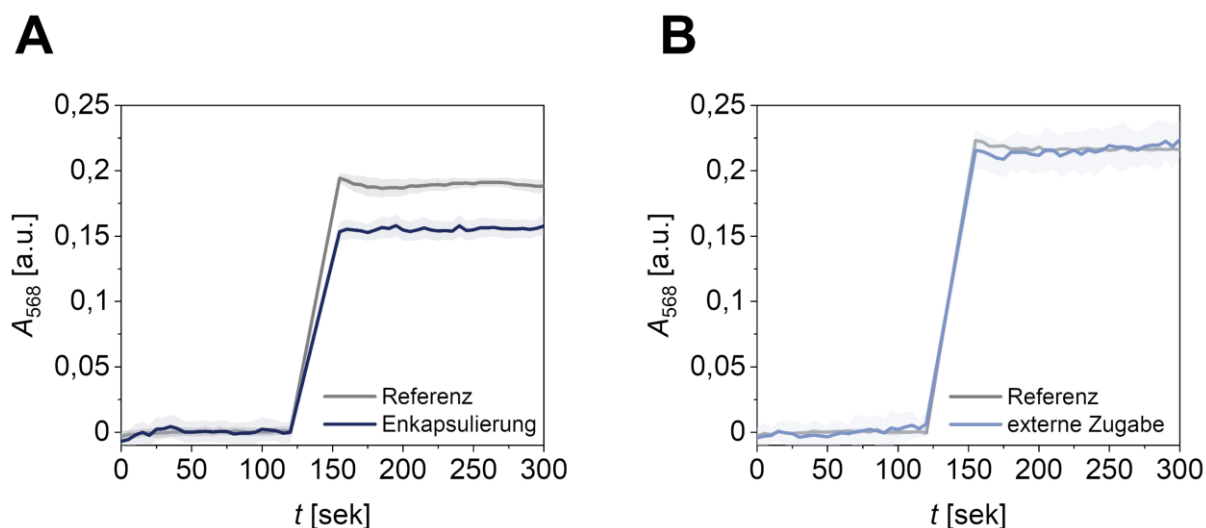 A
0,25
0,2
0,15
0,1
0,05
0
A568 [a.u.]
Referenz
Enkapsulierung
0 50 100 150 200 250 300
t [sek]
B
0,25
0,2
0,15
0,1
0,05
0
A568 [a.u.]
Referenz
externe Zugabe
0 50 100 150 200 250 300
t [sek]